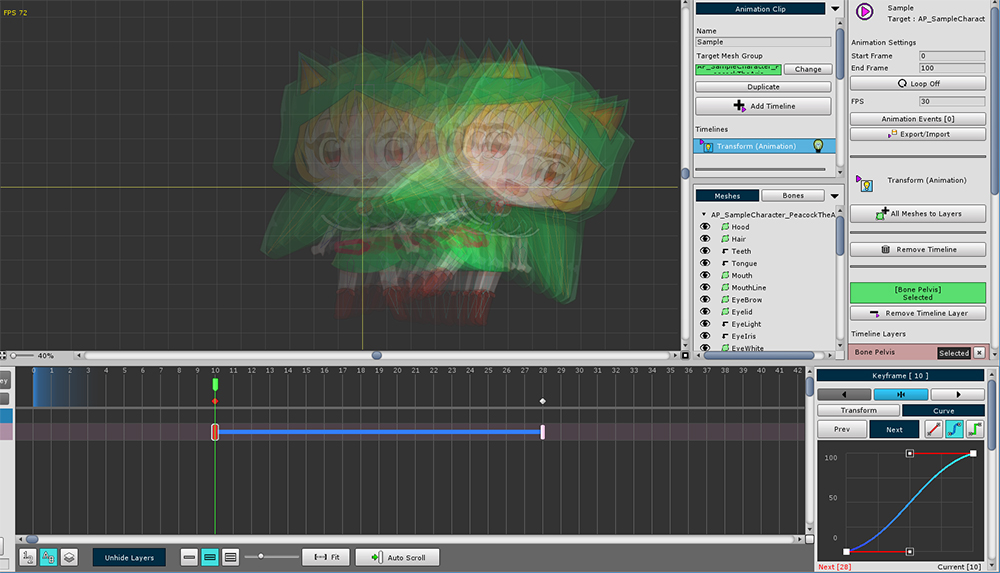 FPS 72
40%
Animation Clip
Name
Sample
Target Mesh Group
Change
Duplicate
Add Timeline
Timelines
Transform (Animation)
Meshes
Bones
AP_SampleCharacter_PeacockTheA
Hood
Hair
Teeth
Tongue
Mouth
MouthLine
EyeBrow
Eyelid
EyeLight
EyeIris
EyeWhite
Sample
Target : AP_SampleCharact
Animation Settings
Start Frame 0
End Frame 100
Loop Off
FPS 30
Animation Events [0]
Export/Import
Transform (Animation)
All Meshes to Layers
Remove Timeline
[Bone Pelvis]
Selected
Remove Timeline Layer
Timeline Layers
Bone Pelvis Selected
ey
0 1 2 3 4 5 6 7 8 9 10 11 12 13 14 15 16 17 18 19 20 21 22 23 24 25 26 27 28 29 30 31 32 33 34 35 36 37 38 39 40 41 42
Unhide Layers
Fit
Auto Scroll
Keyframe [ 10 ]
Transform
Curve
Prev
Next
100
50
0
Next [28]
Current [10]